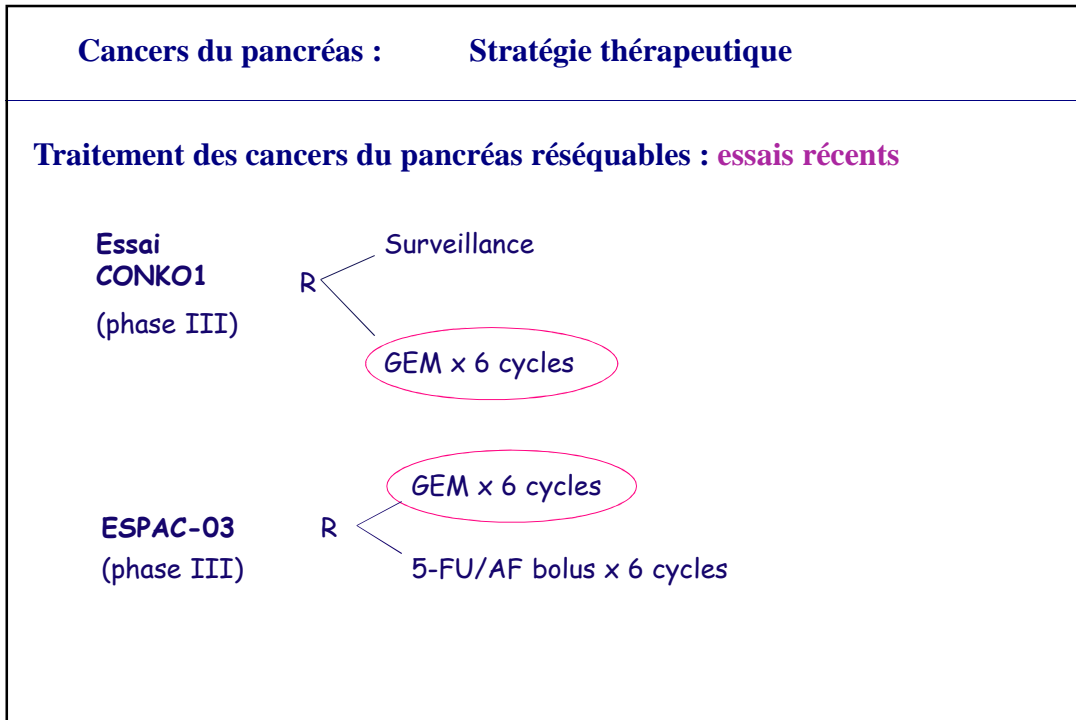 Cancers du pancréas : Stratégie thérapeutique
Traitement des cancers du pancréas réséquables : essais récents
Essai
CONKO1
(phase III)
R
Surveillance
GEM x 6 cycles
ESPAC-03
(phase III)
R
GEM x 6 cycles
5-FU/AF bolus x 6 cycles